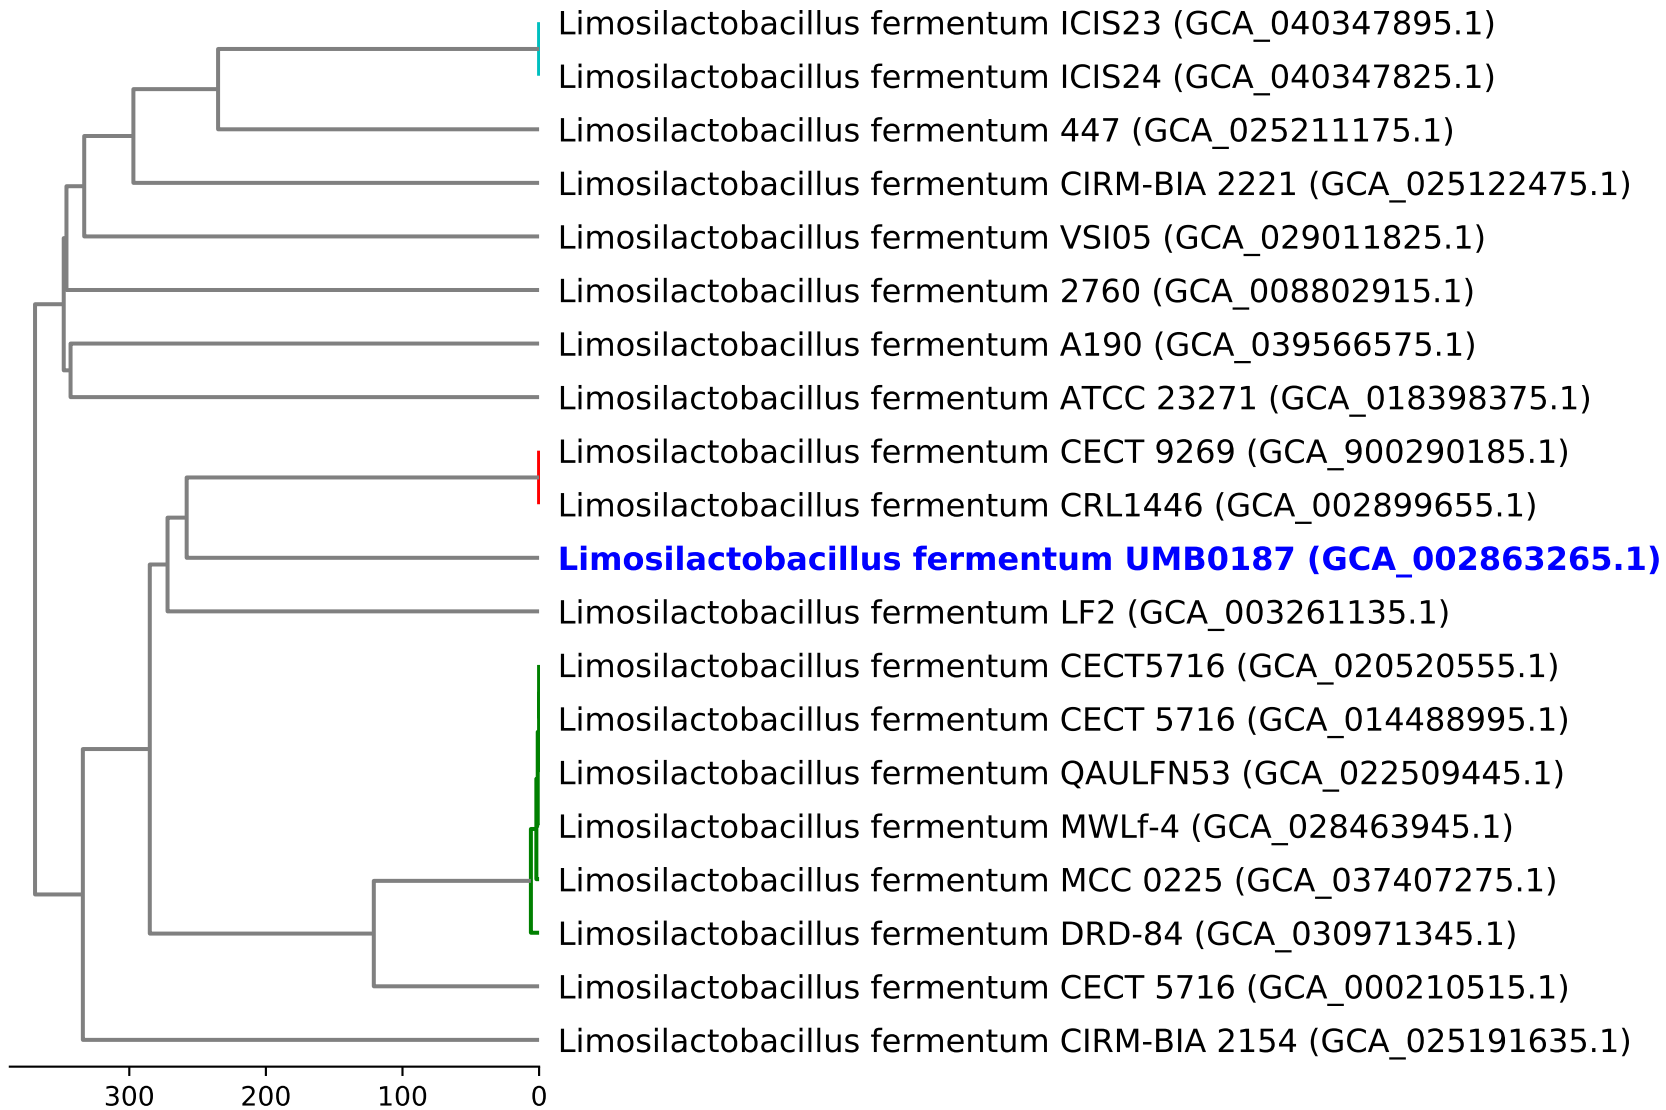 Limosilactobacillus fermentum ICIS23 (GCA_040347895.1)
Limosilactobacillus fermentum ICIS24 (GCA_040347825.1)
Limosilactobacillus fermentum 447 (GCA_025211175.1)
Limosilactobacillus fermentum CIRM-BIA 2221 (GCA_025122475.1)
Limosilactobacillus fermentum VSI05 (GCA_029011825.1)
Limosilactobacillus fermentum 2760 (GCA_008802915.1)
Limosilactobacillus fermentum A190 (GCA_039566575.1)
Limosilactobacillus fermentum ATCC 23271 (GCA_018398375.1)
Limosilactobacillus fermentum CECT 9269 (GCA_900290185.1)
Limosilactobacillus fermentum CRL1446 (GCA_002899655.1)
Limosilactobacillus fermentum UMB0187 (GCA_002863265.1)
Limosilactobacillus fermentum LF2 (GCA_003261135.1)
Limosilactobacillus fermentum CECT5716 (GCA_020520555.1)
Limosilactobacillus fermentum CECT 5716 (GCA_014488995.1)
Limosilactobacillus fermentum QAULFN53 (GCA_022509445.1)
Limosilactobacillus fermentum MWLf-4 (GCA_028463945.1)
Limosilactobacillus fermentum MCC 0225 (GCA_037407275.1)
Limosilactobacillus fermentum DRD-84 (GCA_030971345.1)
Limosilactobacillus fermentum CECT 5716 (GCA_000210515.1)
Limosilactobacillus fermentum CIRM-BIA 2154 (GCA_025191635.1)
300 200 100 0